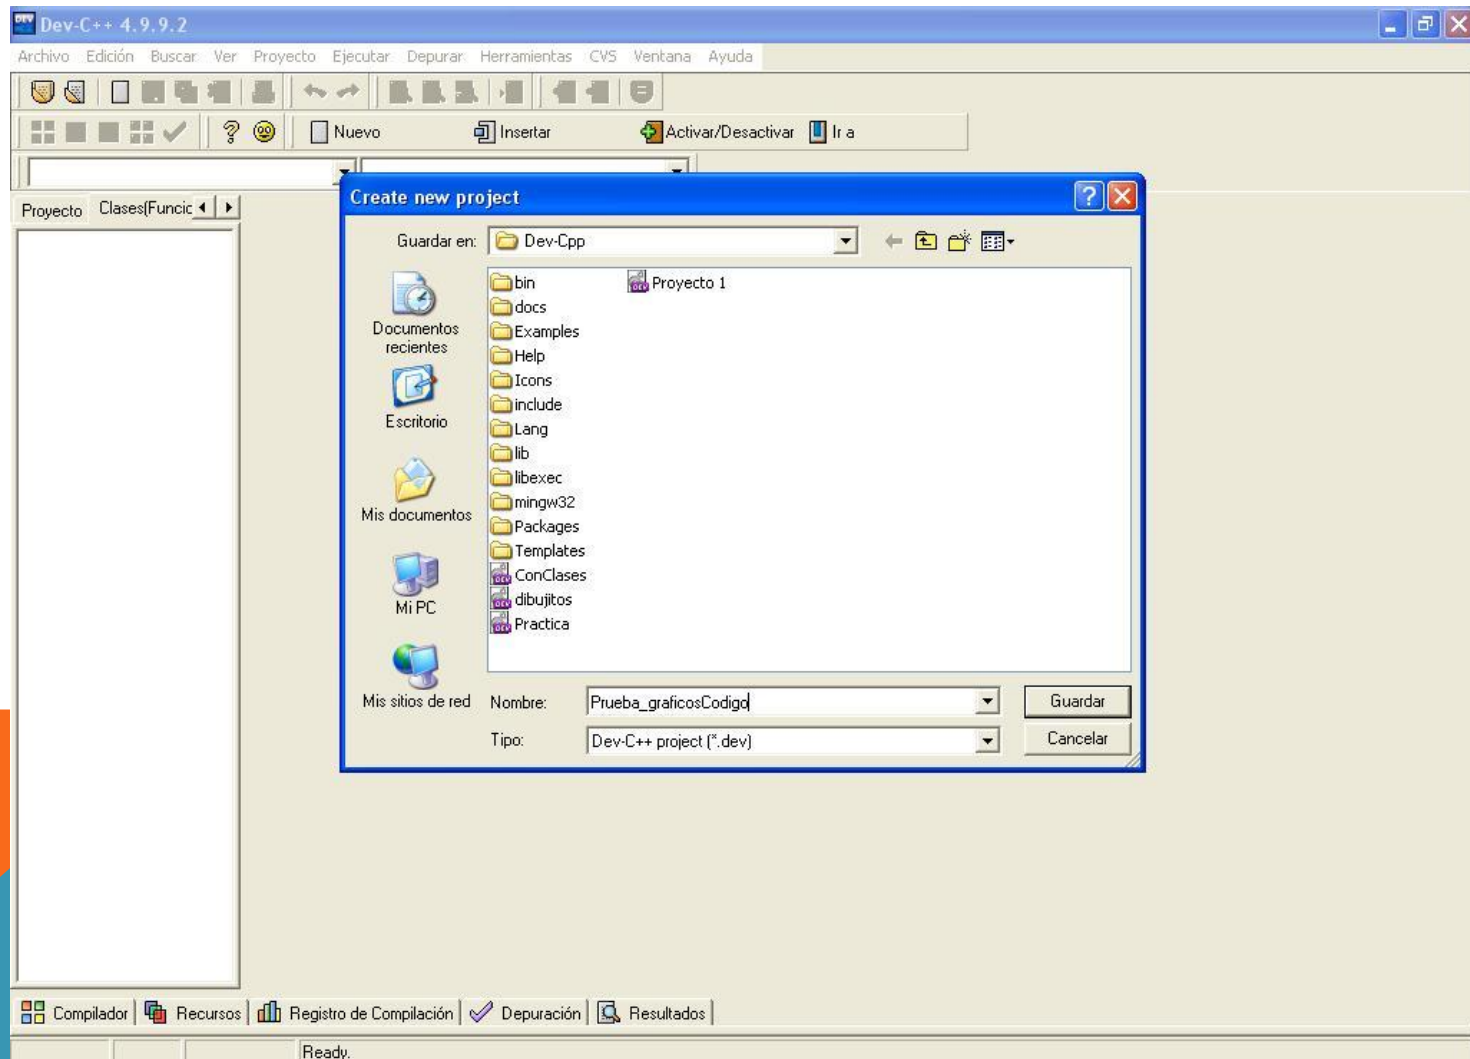 Dev-C++ 4.9.9.2
Archivo Edición Buscar Ver Proyecto Ejecutar Depurar Herramientas CVS Ventana Ayuda
Nuevo Insertar Activar/Desactivar Ir a
Proyecto Clases(Funcic
Create new project
Guardar en: Dev-Cpp
Documentos
recientes
Escritorio
Mis documentos
Mi PC
Mis sitios de red
bin
docs
Examples
Help
Icons
include
Lang
lib
libexec
mingw32
Packages
Templates
ConClases
dibujitos
Practica
Proyecto 1
Nombre: Prueba_graficosCodigo Guardar
Tipo: Dev-C++ project (*.dev) Cancelar
Compilador Recursos Registro de Compilación Depuración Resultados
Ready.